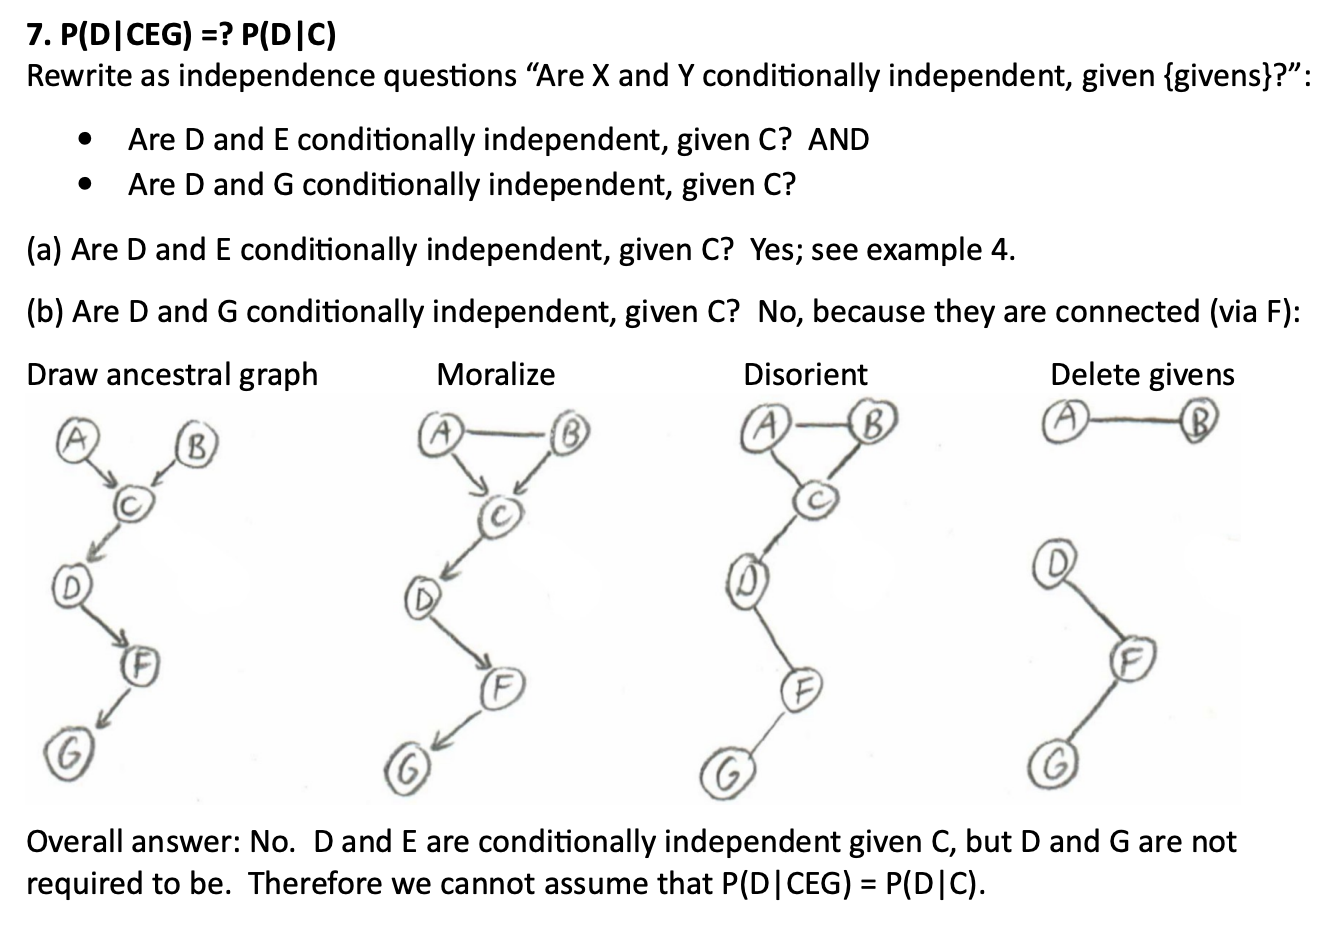 7. P(D|CEG) =? P(D|C)
Rewrite as independence questions “Are X and Y conditionally independent, given {givens}?”:
• Are D and E conditionally independent, given C? AND
• Are D and G conditionally independent, given C?
(a) Are D and E conditionally independent, given C? Yes; see example 4.
(b) Are D and G conditionally independent, given C? No, because they are connected (via F):
Draw ancestral graph Moralize Disorient Delete givens
A B A B A B A B
C C C
D D D D
F F F F
G G G G
Overall answer: No. D and E are conditionally independent given C, but D and G are not
required to be. Therefore we cannot assume that P(D|CEG) = P(D|C).